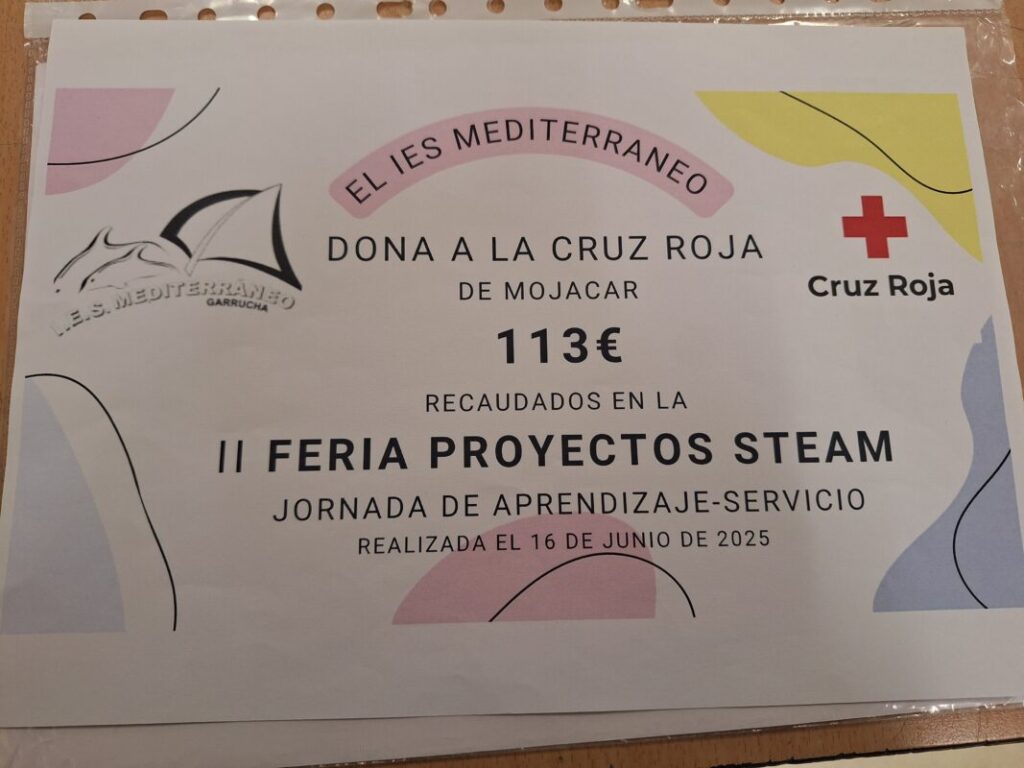 EL IES MEDITERRANEO
DONA A LA CRUZ ROJA
DE MOJACAR
113€
RECAUDADOS EN LA
II FERIA PROYECTOS STEAM
JORNADA DE APRENDIZAJE-SERVICIO
REALIZADA EL 16 DE JUNIO DE 2025
I.E.S. MEDITERRÁNEO
GARRUCHA
Cruz Roja